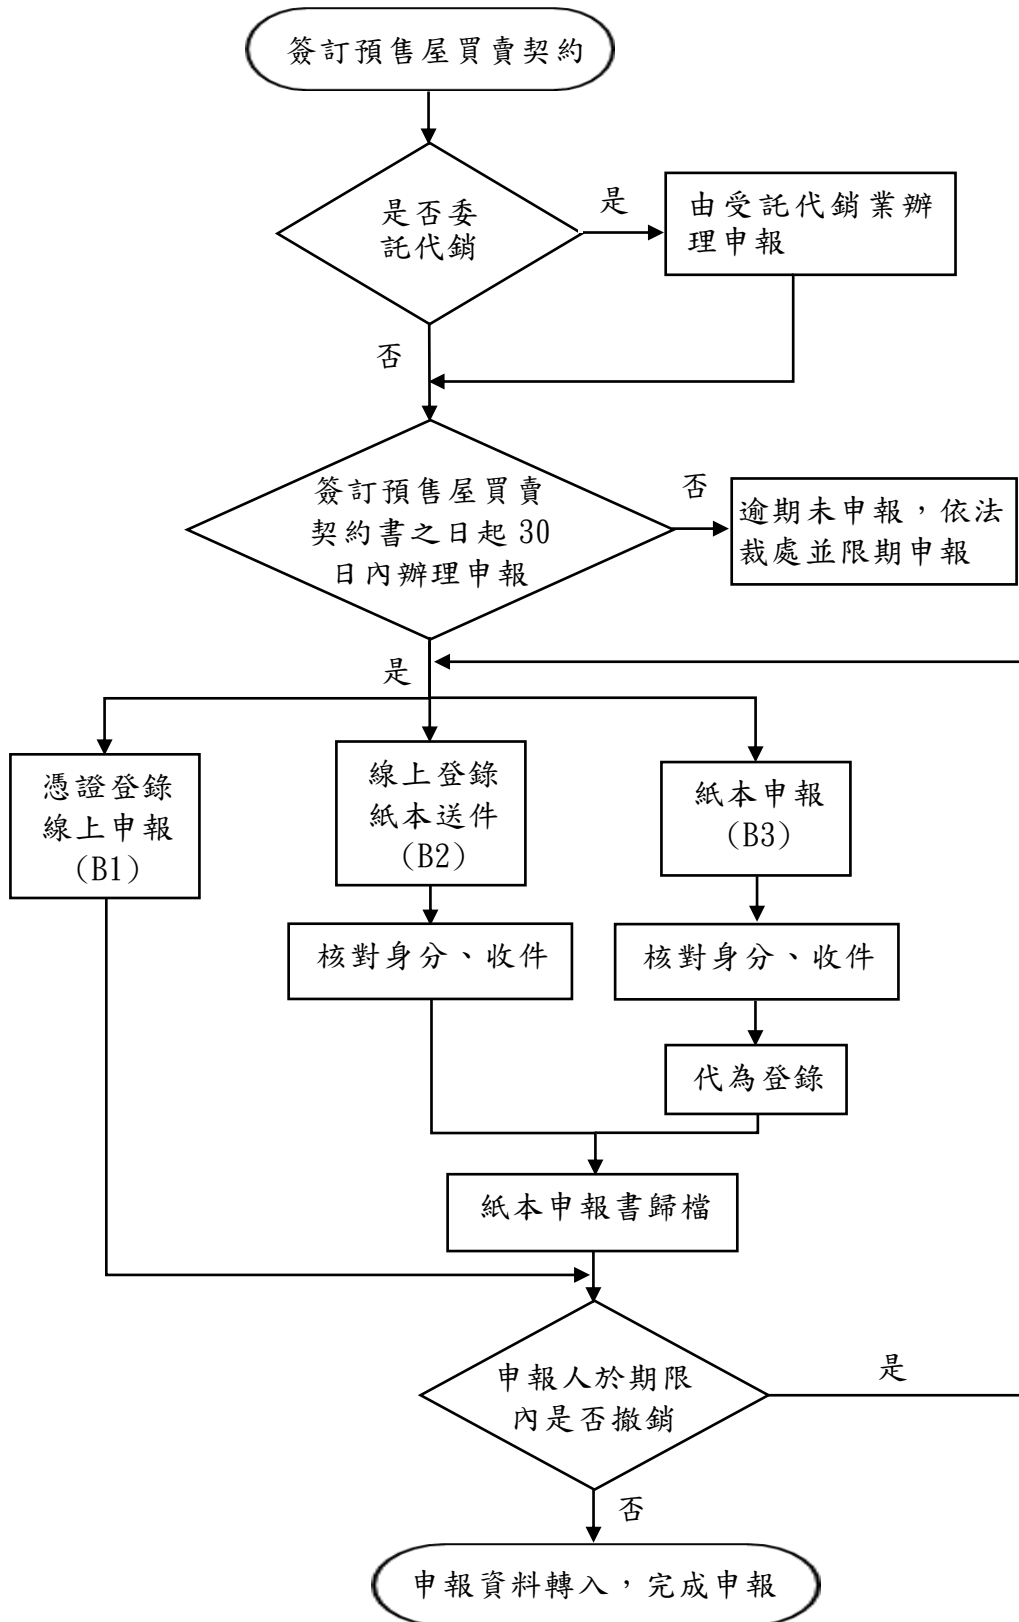 簽訂預售屋買賣契約
是否委
託代銷
是
由受託代銷業辦
理申報
否
簽訂預售屋買賣
契約書之日起 30
日內辦理申報
否
逾期未申報，依法
裁處並限期申報
是
憑證登錄
線上申報
(B1)
線上登錄
紙本送件
(B2)
紙本申報
(B3)
核對身分、收件
核對身分、收件
代為登錄
紙本申報書歸檔
申報人於期限
內是否撤銷
是
否
申報資料轉入，完成申報